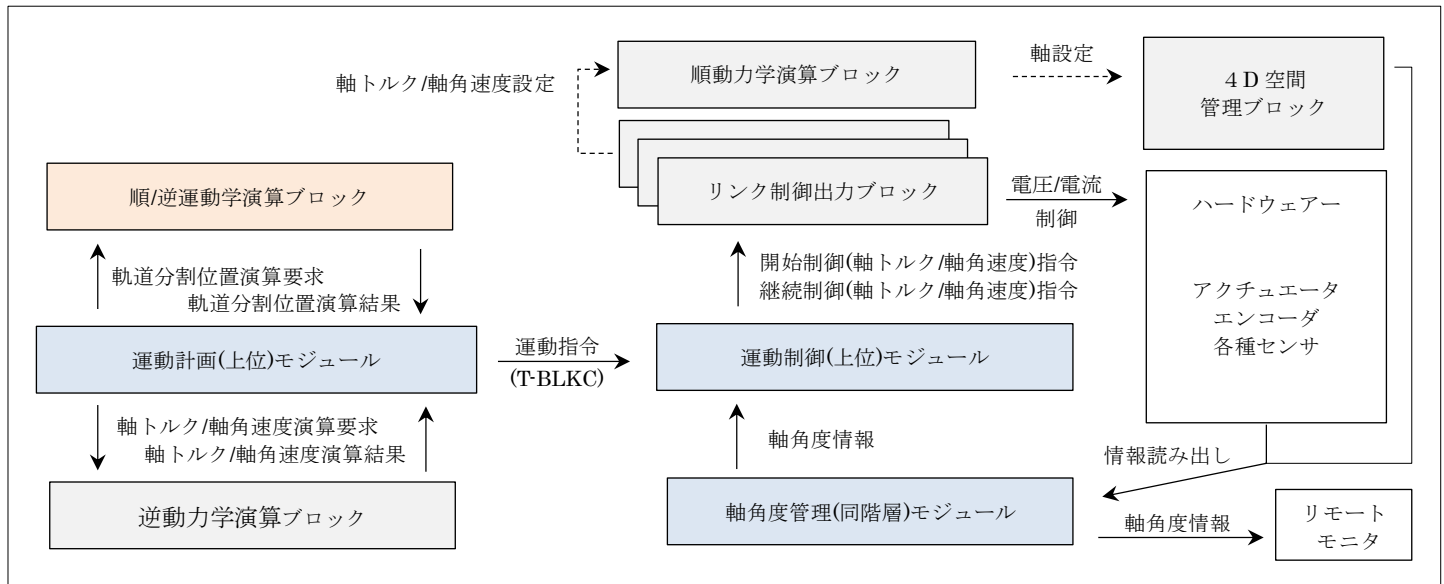 順動力学演算ブロック
軸設定
4D空間
管理ブロック
軸トルク/軸角速度設定
順/逆運動学演算ブロック
リンク制御出力ブロック
電圧/電流
制御
ハードウェアー
アクチュエータ
エンコーダ
各種センサ
軌道分割位置演算要求
軌道分割位置演算結果
開始制御(軸トルク/軸角速度)指令
継続制御(軸トルク/軸角速度)指令
運動計画(上位)モジュール
運動指令
(T-BLKC)
運動制御(上位)モジュール
軸トルク/軸角速度演算要求
軸トルク/軸角速度演算結果
軸角度情報
情報読み出し
逆動力学演算ブロック
軸角度管理(同階層)モジュール
軸角度情報
リモート
モニタ